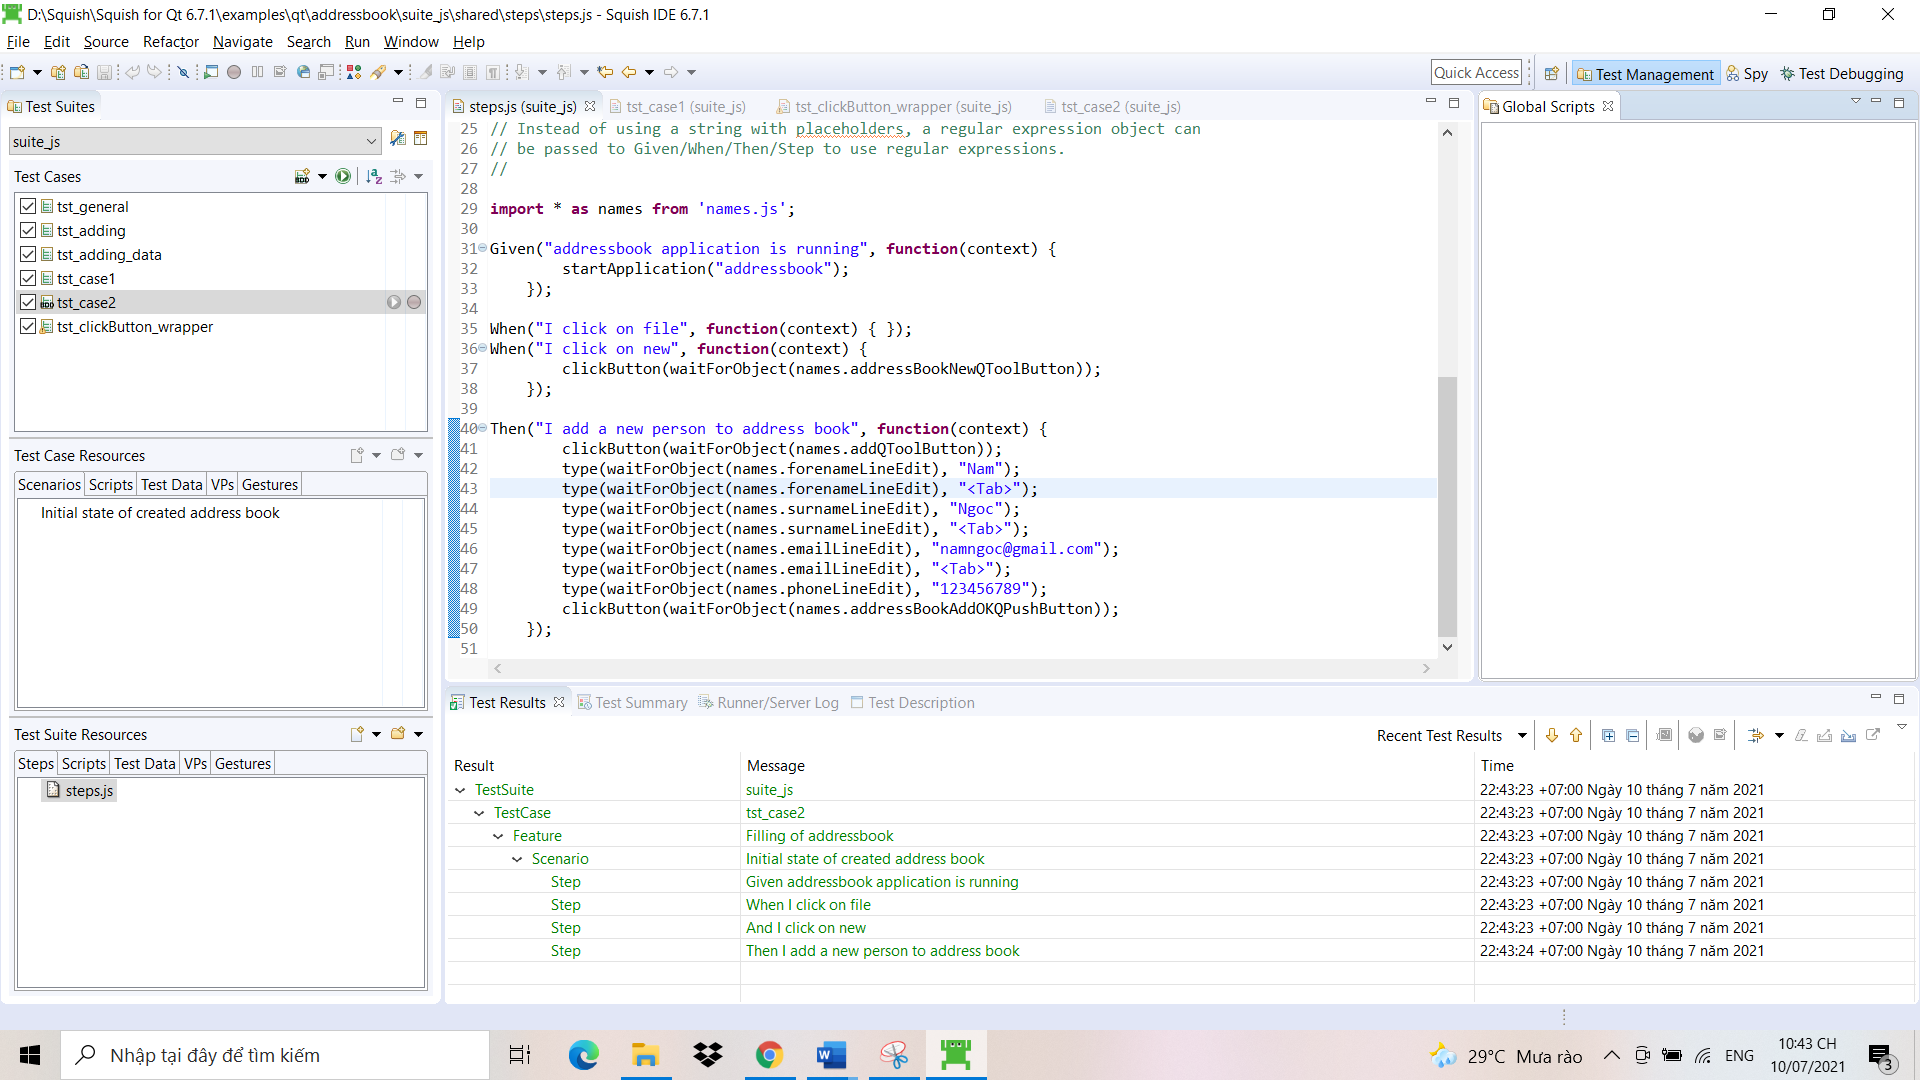 D:\Squish\Squish for Qt 6.7.1\examples\qt\addressbook\suite_js\shared\steps\steps.js - Squish IDE 6.7.1
File Edit Source Refactor Navigate Search Run Window Help
Quick Access Test Management Spy Test Debugging
Test Suites
suite_js
Test Cases
tst_general
tst_adding
tst_adding_data
tst_case1
tst_case2
tst_clickButton_wrapper
Test Case Resources
Scenarios Scripts Test Data VPs Gestures
Initial state of created address book
Test Suite Resources
Steps Scripts Test Data VPs Gestures
steps.js
steps.js (suite_js) tst_case1 (suite_js) tst_clickButton_wrapper (suite_js) tst_case2 (suite_js)
25 // Instead of using a string with placeholders, a regular expression object can
26 // be passed to Given/When/Then/Step to use regular expressions.
27 //
28
29 import * as names from 'names.js';
30
31 Given("addressbook application is running", function(context) {
32 startApplication("addressbook");
33 });
34
35 When("I click on file", function(context) { });
36 When("I click on new", function(context) {
37 clickButton(waitForObject(names.addressBookNewQToolButton));
38 });
39
40 Then("I add a new person to address book", function(context) {
41 clickButton(waitForObject(names.addQToolButton));
42 type(waitForObject(names.forenameLineEdit), "Nam");
43 type(waitForObject(names.forenameLineEdit), "<Tab>");
44 type(waitForObject(names.surnameLineEdit), "Ngoc");
45 type(waitForObject(names.surnameLineEdit), "<Tab>");
46 type(waitForObject(names.emailLineEdit), "namngoc@gmail.com");
47 type(waitForObject(names.emailLineEdit), "<Tab>");
48 type(waitForObject(names.phoneLineEdit), "123456789");
49 clickButton(waitForObject(names.addressBookAddOKQPushButton));
50 });
51
Global Scripts
Test Results Test Summary Runner/Server Log Test Description
Recent Test Results
Result Message Time
TestSuite suite_js 22:43:23 +07:00 Ngày 10 tháng 7 năm 2021
TestCase tst_case2 22:43:23 +07:00 Ngày 10 tháng 7 năm 2021
Feature Filling of addressbook 22:43:23 +07:00 Ngày 10 tháng 7 năm 2021
Scenario Initial state of created address book 22:43:23 +07:00 Ngày 10 tháng 7 năm 2021
Step Given addressbook application is running 22:43:23 +07:00 Ngày 10 tháng 7 năm 2021
Step When I click on file 22:43:23 +07:00 Ngày 10 tháng 7 năm 2021
Step And I click on new 22:43:23 +07:00 Ngày 10 tháng 7 năm 2021
Step Then I add a new person to address book 22:43:24 +07:00 Ngày 10 tháng 7 năm 2021
Nhập tại đây để tìm kiếm
29°C Mưa rào
ENG
10:43 CH
10/07/2021
3